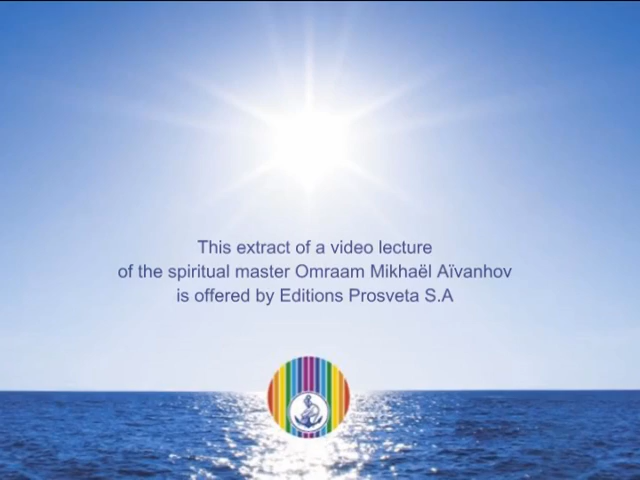 This extract of a video lecture
of the spiritual master Omraam Mikhaël Aïvanhov
is offered by Editions Prosveta S.A